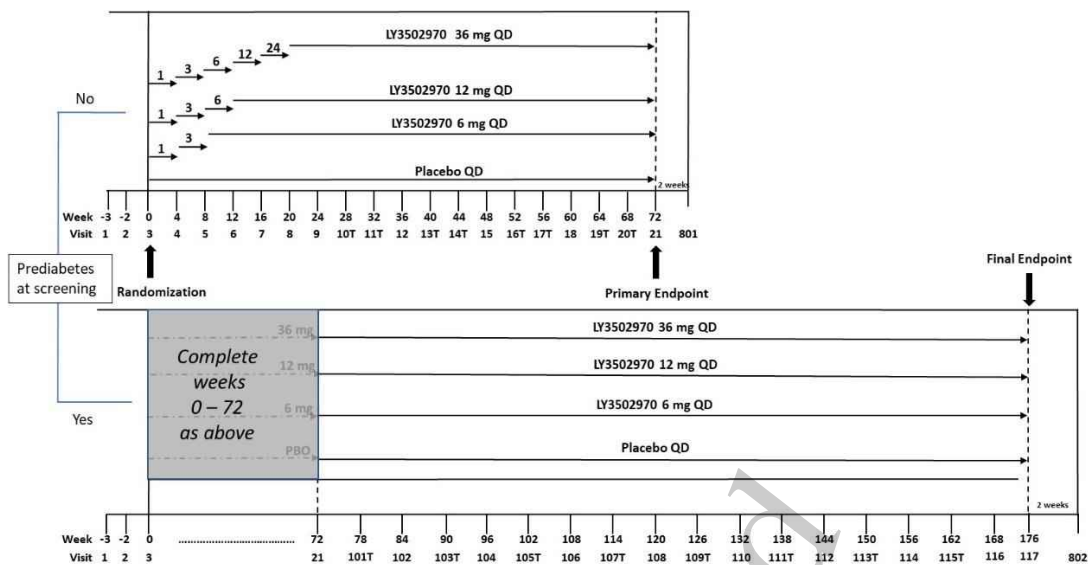 LY3502970 36 mg QD
24
12
6
3
1
No
LY3502970 12 mg QD
6
3
1
LY3502970 6 mg QD
3
1
Placebo QD
2 weeks
Week -3 -2 0 4 8 12 16 20 24 28 32 36 40 44 48 52 56 60 64 68 72
Visit 1 2 3 4 5 6 7 8 9 10T 11T 12 13T 14T 15 16T 17T 18 19T 20T 21 801
Prediabetes
at screening
Randomization
Primary Endpoint
Final Endpoint
36 mg
LY3502970 36 mg QD
Complete
weeks
0 – 72
as above
12 mg
LY3502970 12 mg QD
6 mg
LY3502970 6 mg QD
Yes
PBO
Placebo QD
2 weeks
Week -3 -2 0 ........................ 72 78 84 90 96 102 108 114 120 126 132 138 144 150 156 162 168 176
Visit 1 2 3 21 101T 102 103T 104 105T 106 107T 108 109T 110 111T 112 113T 114 115T 116 117 802